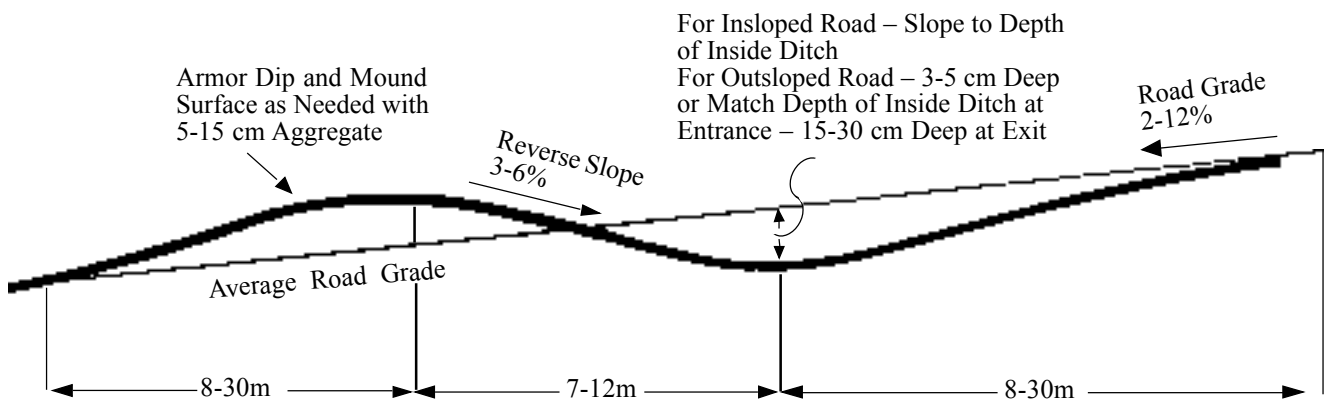 For Insloped Road – Slope to Depth
of Inside Ditch
For Outsloped Road – 3-5 cm Deep
or Match Depth of Inside Ditch at
Entrance – 15-30 cm Deep at Exit
Armor Dip and Mound
Surface as Needed with
5-15 cm Aggregate
Road Grade
2-12%
Reverse Slope
3-6%
Average Road Grade
8-30m
7-12m
8-30m